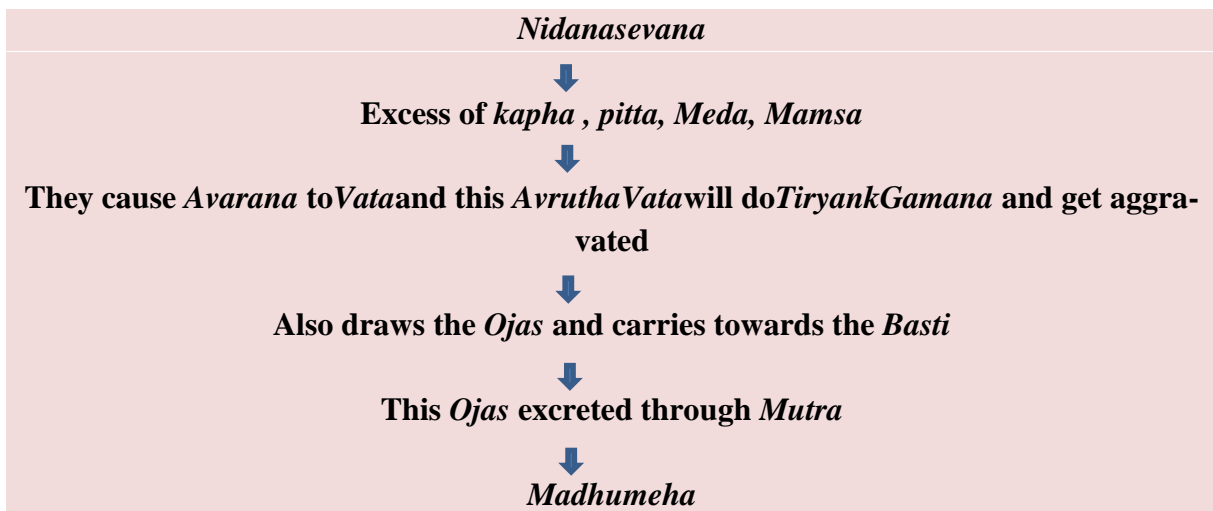 Nidanasevana
Excess of kapha , pitta, Meda, Mamsa
They cause Avarana toVataand this AvruthaVatawill doTiryankGamana and get aggra-
vated
Also draws the Ojas and carries towards the Basti
This Ojas excreted through Mutra
Madhumeha